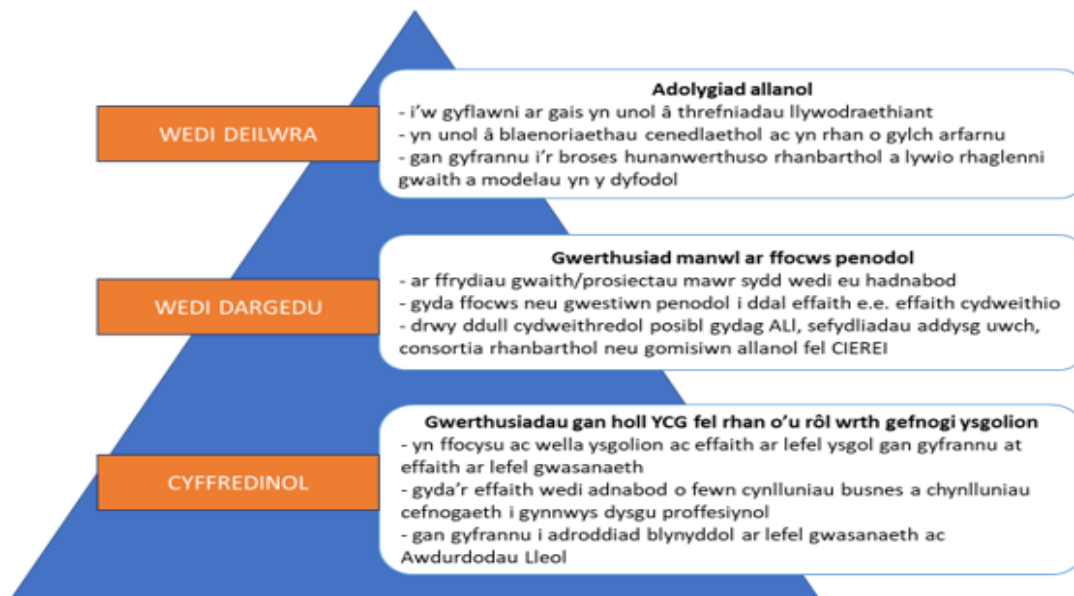 WEDI DEILWRA
Adolygiad allanol
- i'w gyflawni ar gais yn unol â threfniadau llywodraethiant
- yn unol â blaenoriaethau cenedlaethol ac yn rhan o gylch arfarnu
- gan gyfrannu i'r broses hunanwerthuso rhanbarthol a lywio rhaglenni
gwaith a modelau yn y dyfodol
WEDI DARGEDU
Gwerthusiad manwl ar ffocws penodol
- ar ffrydiau gwaith/prosiectau mawr sydd wedi eu hadnabod
- gyda ffocws neu gwestiwn penodol i ddal effaith e.e. effaith cydweithio
- drwy ddull cydweithredol posibl gydag ALl, sefydliadau addysg uwch,
consortia rhanbarthol neu gomisiwn allanol fel CIEREI
CYFFREDINOL
Gwerthusiadau gan holl YCG fel rhan o'u rôl wrth gefnogi ysgolion
- yn ffocysu ac wella ysgolion ac effaith ar lefel ysgol gan gyfrannu at
effaith ar lefel gwasanaeth
- gyda'r effaith wedi adnabod o fewn cynlluniau busnes a chynlluniau
cefnogaeth i gynnwys dysgu proffesiynol
- gan gyfrannu i adroddiad blynyddol ar lefel gwasanaeth ac
Awdurdodau Lleol